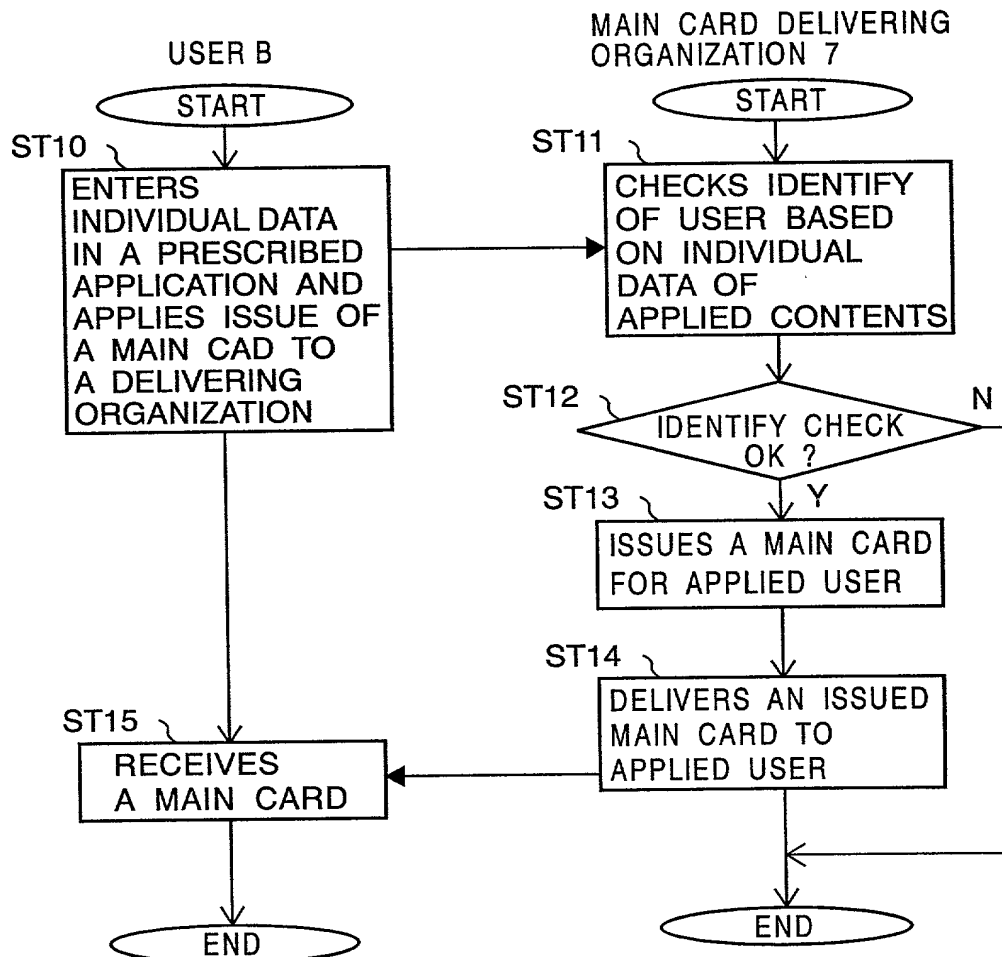 USER B
START
ST10
ENTERS
INDIVIDUAL DATA
IN A PRESCRIBED
APPLICATION AND
APPLIES ISSUE OF
A MAIN CAD TO
A DELIVERING
ORGANIZATION
ST15
RECEIVES
A MAIN CARD
END
MAIN CARD DELIVERING
ORGANIZATION 7
START
ST11
CHECKS IDENTIFY
OF USER BASED
ON INDIVIDUAL
DATA OF
APPLIED CONTENTS
ST12
IDENTIFY CHECK
OK ?
N
Y
ST13
ISSUES A MAIN CARD
FOR APPLIED USER
ST14
DELIVERS AN ISSUED
MAIN CARD TO
APPLIED USER
END